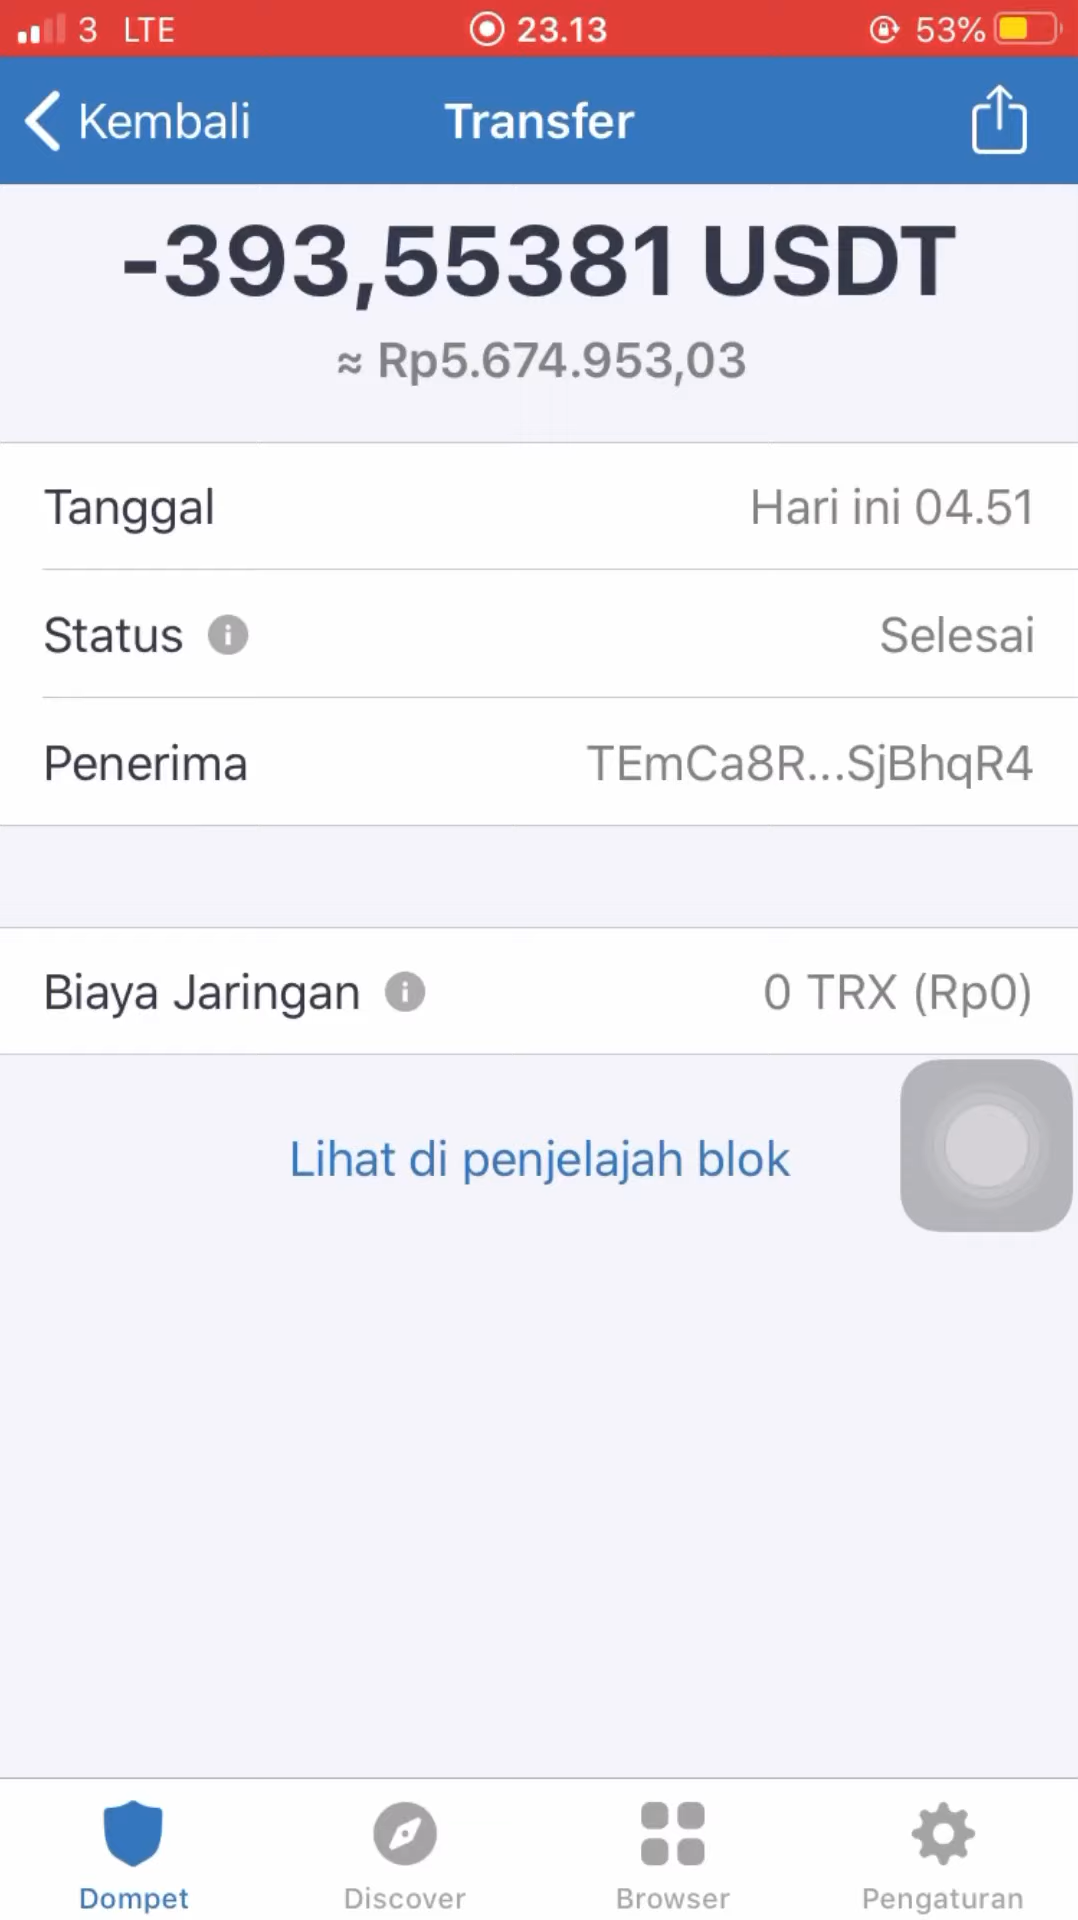 3 LTE 23.13 53%
Kembali Transfer
-393,55381 USDT
≈ Rp5.674.953,03
Tanggal Hari ini 04.51
Status Selesai
Penerima TEmCa8R...SjBhqR4
Biaya Jaringan 0 TRX (Rp0)
Lihat di penjelajah blok
Dompet Discover Browser Pengaturan